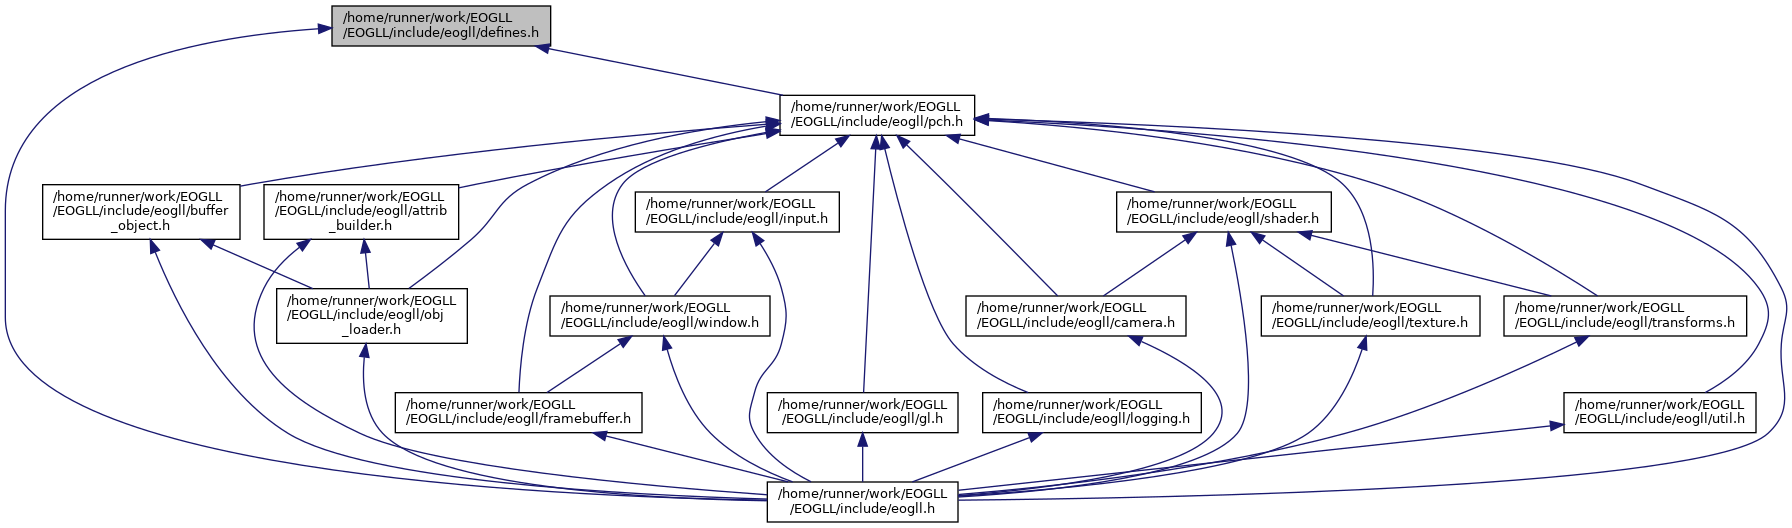 /home/runner/work/EOGLL
/EOGLL/include/eogll/defines.h
/home/runner/work/EOGLL
/EOGLL/include/eogll/pch.h
/home/runner/work/EOGLL
/EOGLL/include/eogll/buffer
_object.h
/home/runner/work/EOGLL
/EOGLL/include/eogll/attrib
_builder.h
/home/runner/work/EOGLL
/EOGLL/include/eogll/input.h
/home/runner/work/EOGLL
/EOGLL/include/eogll/shader.h
/home/runner/work/EOGLL
/EOGLL/include/eogll/obj
_loader.h
/home/runner/work/EOGLL
/EOGLL/include/eogll/window.h
/home/runner/work/EOGLL
/EOGLL/include/eogll/camera.h
/home/runner/work/EOGLL
/EOGLL/include/eogll/texture.h
/home/runner/work/EOGLL
/EOGLL/include/eogll/transforms.h
/home/runner/work/EOGLL
/EOGLL/include/eogll/framebuffer.h
/home/runner/work/EOGLL
/EOGLL/include/eogll/gl.h
/home/runner/work/EOGLL
/EOGLL/include/eogll/logging.h
/home/runner/work/EOGLL
/EOGLL/include/eogll/util.h
/home/runner/work/EOGLL
/EOGLL/include/eogll.h